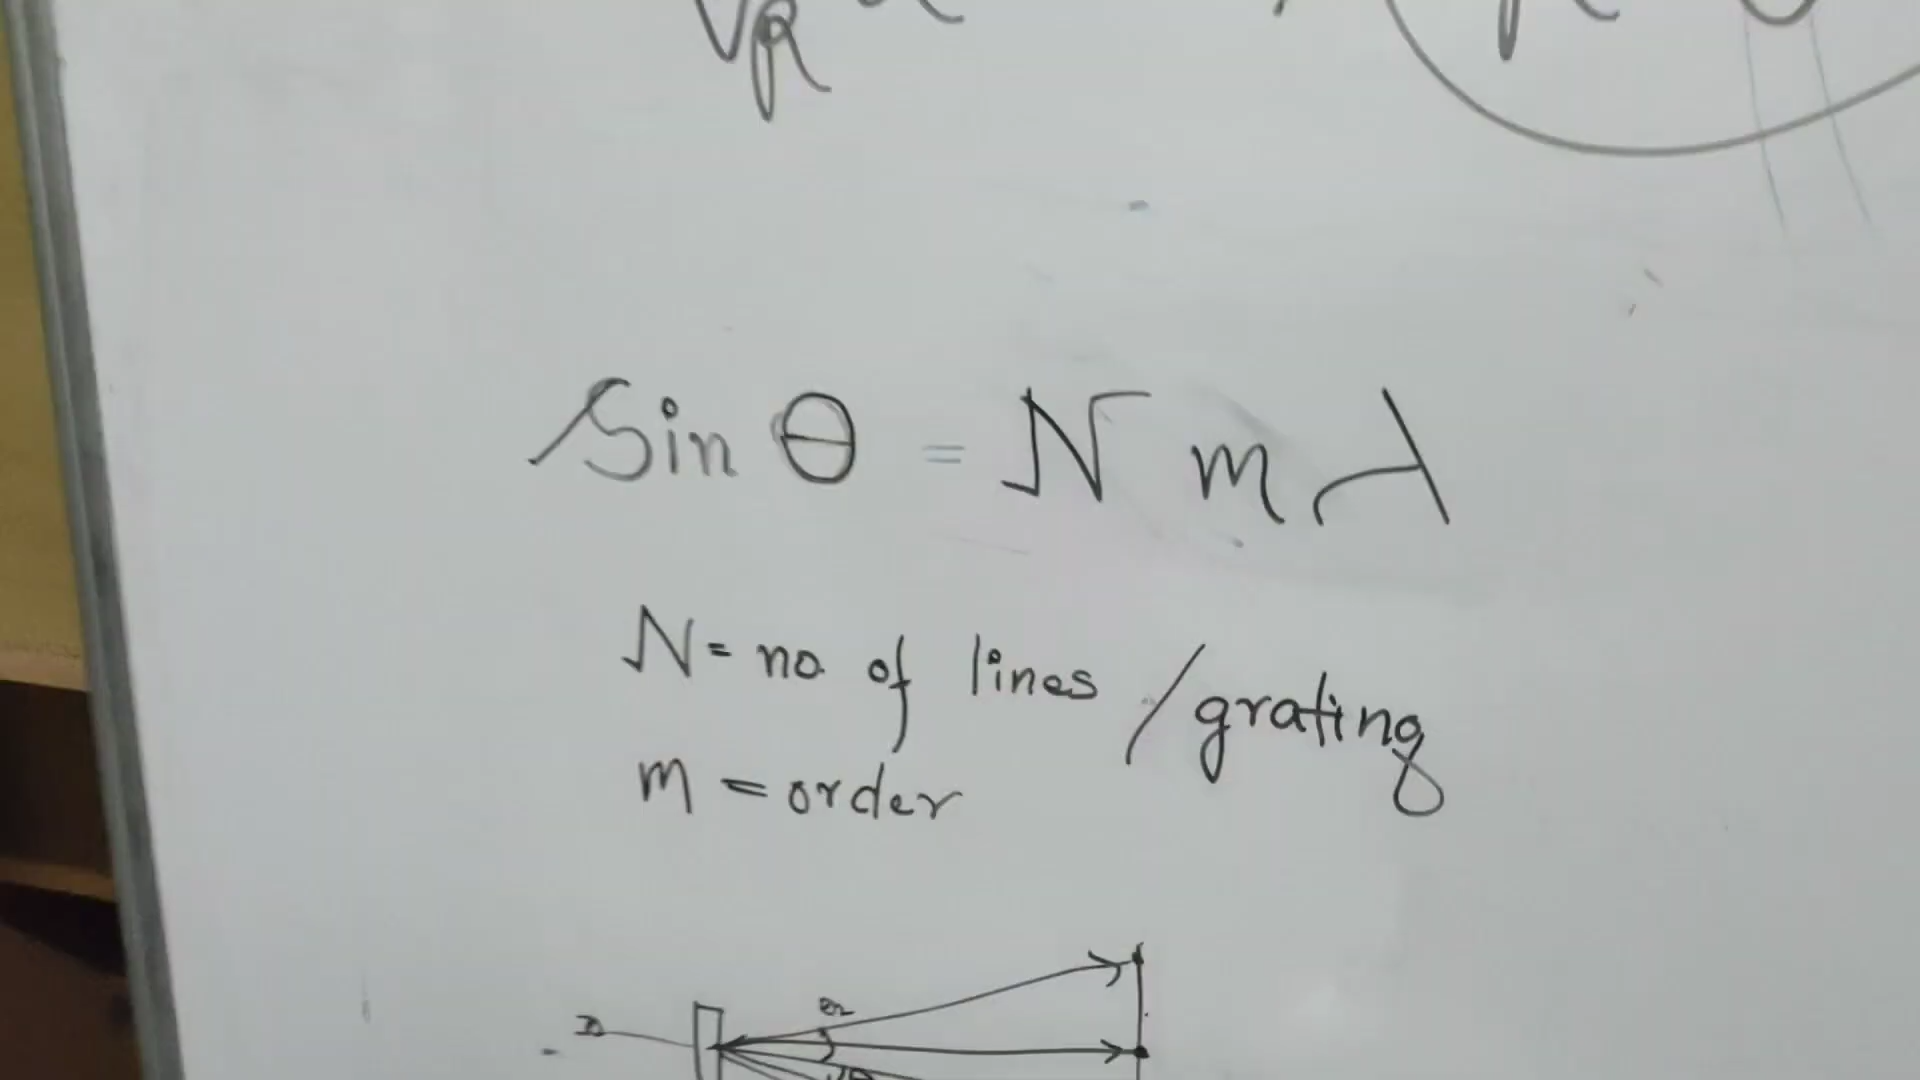 Sin θ = N m λ
N = no. of lines / grating
m = order